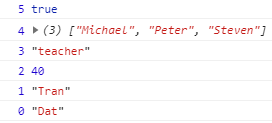 5 true
4 ▶(3) ["Michael", "Peter", "Steven"]
3 "teacher"
2 40
1 "Tran"
0 "Dat"